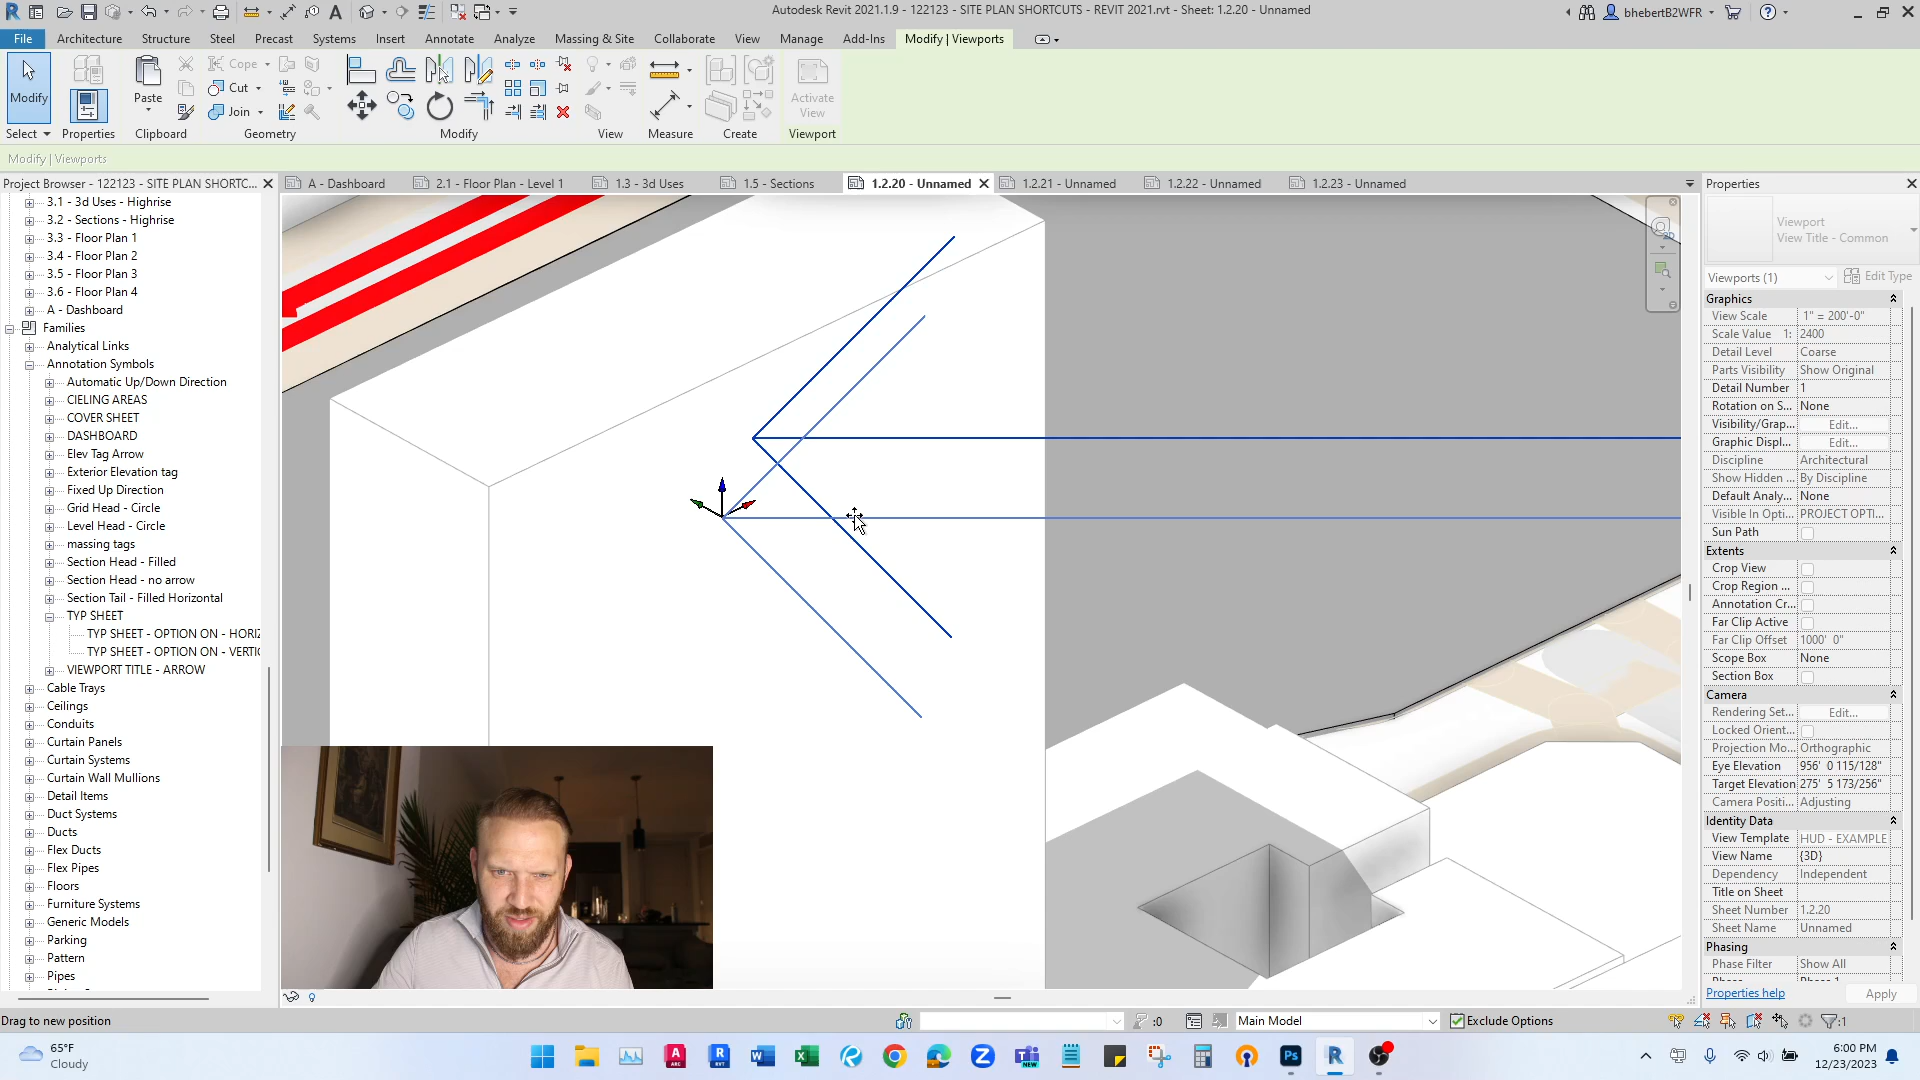 Autodesk Revit 2021.1.9 - 122123 - SITE PLAN SHORTCUTS - REVIT 2021.rvt - Sheet: 1.2.20 - Unnamed
bhebertB2WFR
File
Architecture
Structure
Steel
Precast
Systems
Insert
Annotate
Analyze
Massing & Site
Collaborate
View
Manage
Add-Ins
Modify | Viewports
Modify
Paste
Cope
Cut
Join
Activate
View
Select
Properties
Clipboard
Geometry
Modify
View
Measure
Create
Viewport
Modify | Viewports
Project Browser - 122123 - SITE PLAN SHORTC...
A - Dashboard
2.1 - Floor Plan - Level 1
1.3 - 3d Uses
1.5 - Sections
1.2.20 - Unnamed
1.2.21 - Unnamed
1.2.22 - Unnamed
1.2.23 - Unnamed
3.1 - 3d Uses - Highrise
3.2 - Sections - Highrise
3.3 - Floor Plan 1
3.4 - Floor Plan 2
3.5 - Floor Plan 3
3.6 - Floor Plan 4
A - Dashboard
Families
Analytical Links
Annotation Symbols
Automatic Up/Down Direction
CIELING AREAS
COVER SHEET
DASHBOARD
Elev Tag Arrow
Exterior Elevation tag
Fixed Up Direction
Grid Head - Circle
Level Head - Circle
massing tags
Section Head - Filled
Section Head - no arrow
Section Tail - Filled Horizontal
TYP SHEET
TYP SHEET - OPTION ON - HORIZ
TYP SHEET - OPTION ON - VERTIC
VIEWPORT TITLE - ARROW
Cable Trays
Ceilings
Conduits
Curtain Panels
Curtain Systems
Curtain Wall Mullions
Detail Items
Duct Systems
Ducts
Flex Ducts
Flex Pipes
Floors
Furniture Systems
Generic Models
Parking
Pattern
Pipes
Properties
Viewport
View Title - Common
Viewports (1)
Edit Type
Graphics
View Scale 1" = 200'-0"
Scale Value 1: 2400
Detail Level Coarse
Parts Visibility Show Original
Detail Number 1
Rotation on S... None
Visibility/Grap... Edit...
Graphic Displ... Edit...
Discipline Architectural
Show Hidden ... By Discipline
Default Analy... None
Visible In Opti... PROJECT OPTI...
Sun Path
Extents
Crop View
Crop Region ...
Annotation Cr...
Far Clip Active
Far Clip Offset 1000' 0"
Scope Box None
Section Box
Camera
Rendering Set... Edit...
Locked Orient...
Projection Mo... Orthographic
Eye Elevation 956' 0 115/128"
Target Elevation 275' 5 173/256"
Camera Positi... Adjusting
Identity Data
View Template HUD - EXAMPLE
View Name {3D}
Dependency Independent
Title on Sheet
Sheet Number 1.2.20
Sheet Name Unnamed
Phasing
Phase Filter Show All
Properties help
Apply
Drag to new position
:0
Main Model
Exclude Options
:1
65°F
Cloudy
6:00 PM
12/23/2023